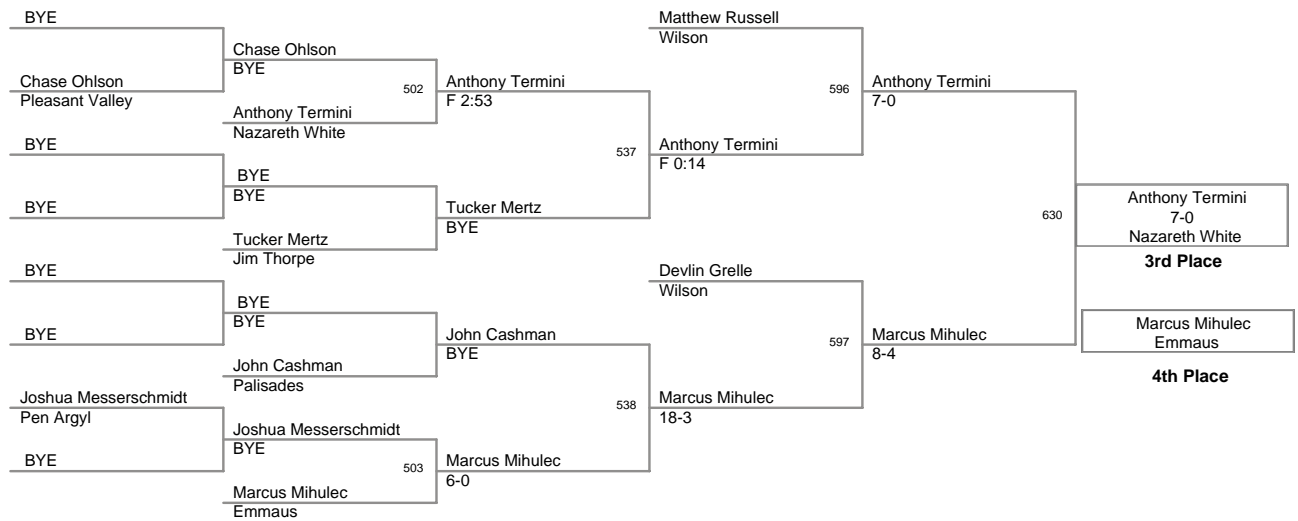 BYE
Matthew Russell
Wilson
Chase Ohlson
BYE
Chase Ohlson
Pleasant Valley
502
Anthony Termini
F 2:53
596
Anthony Termini
7-0
Anthony Termini
Nazareth White
BYE
537
Anthony Termini
F 0:14
BYE
BYE
BYE
Tucker Mertz
BYE
630
Anthony Termini
7-0
Nazareth White
Tucker Mertz
Jim Thorpe
3rd Place
BYE
Devlin Grelle
Wilson
BYE
BYE
BYE
John Cashman
BYE
597
Marcus Mihulec
8-4
Marcus Mihulec
Emmaus
John Cashman
Palisades
4th Place
Joshua Messerschmidt
Pen Argyl
538
Marcus Mihulec
18-3
Joshua Messerschmidt
BYE
BYE
503
Marcus Mihulec
6-0
Marcus Mihulec
Emmaus